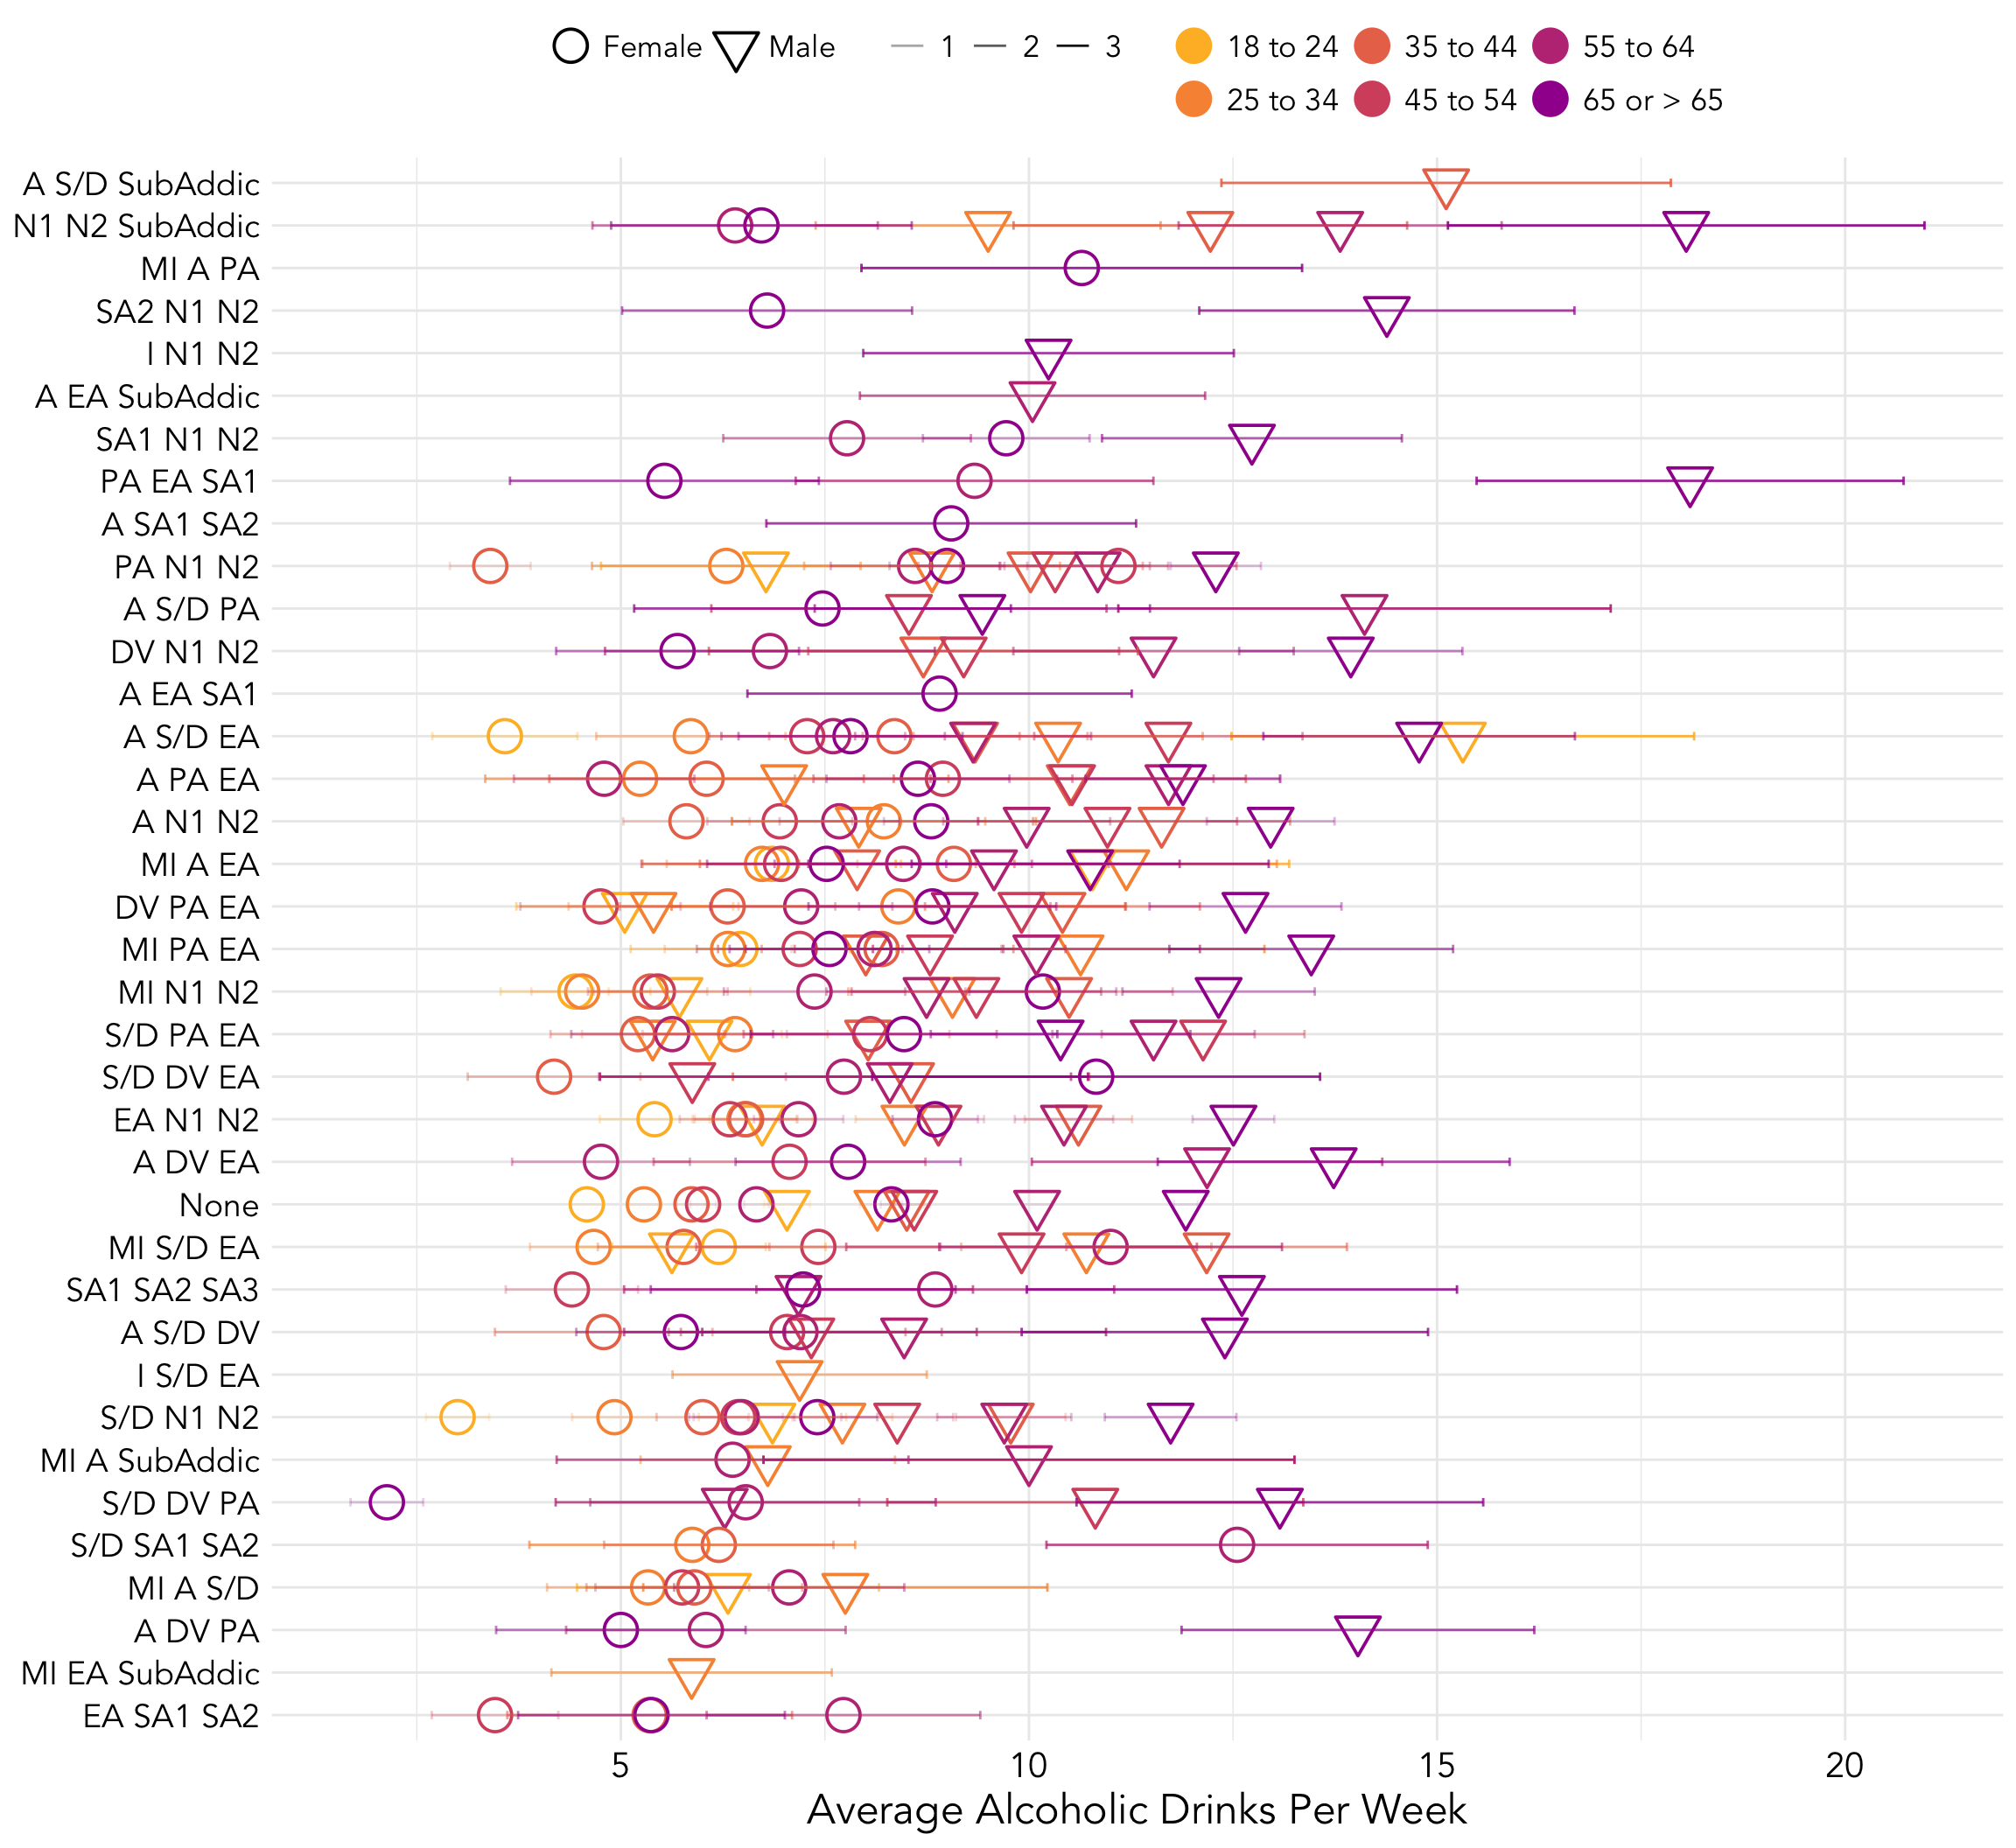 Female Male 1 2 3 18 to 24 35 to 44 55 to 64
25 to 34 45 to 54 65 or > 65
A S/D SubAddic
N1 N2 SubAddic
MI A PA
SA2 N1 N2
I N1 N2
A EA SubAddic
SA1 N1 N2
PA EA SA1
A SA1 SA2
PA N1 N2
A S/D PA
DV N1 N2
A EA SA1
A S/D EA
A PA EA
A N1 N2
MI A EA
DV PA EA
MI PA EA
MI N1 N2
S/D PA EA
S/D DV EA
EA N1 N2
A DV EA
None
MI S/D EA
SA1 SA2 SA3
A S/D DV
I S/D EA
S/D N1 N2
MI A SubAddic
S/D DV PA
S/D SA1 SA2
MI A S/D
A DV PA
MI EA SubAddic
EA SA1 SA2
5 10 15 20
Average Alcoholic Drinks Per Week